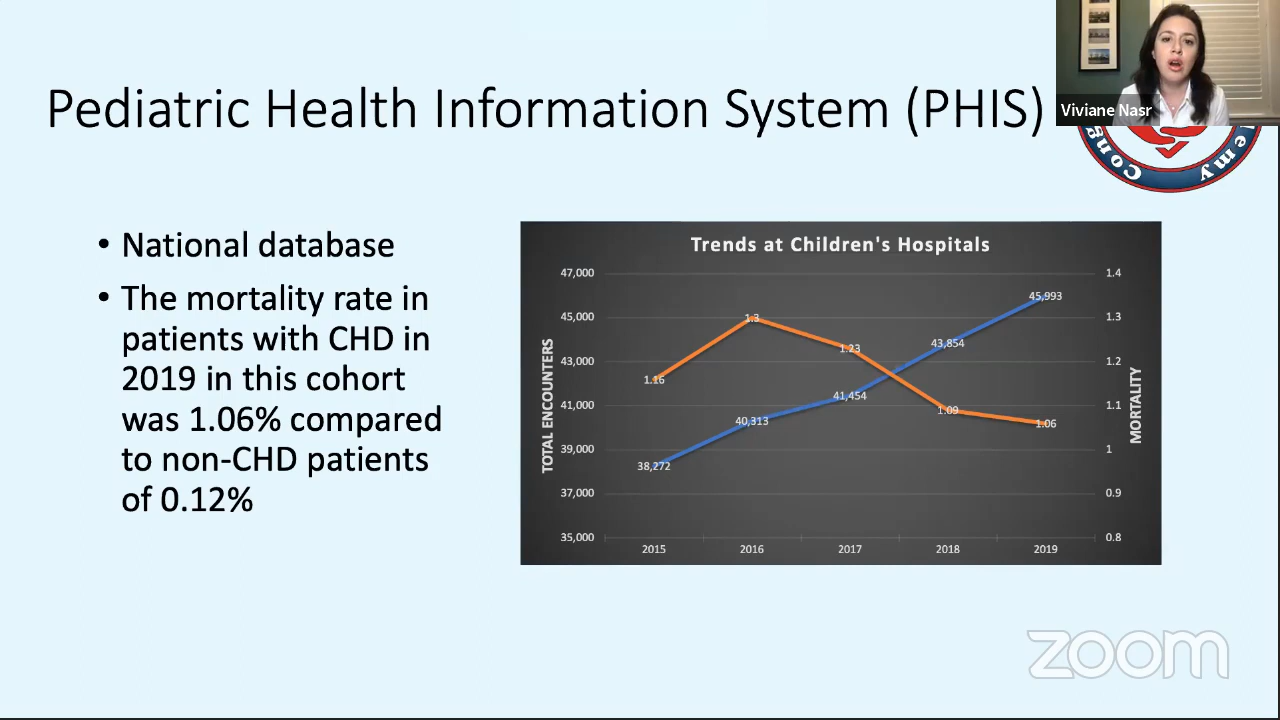 Pediatric Health Information System (PHIS)
Viviane Nasr
• National database
• The mortality rate in
patients with CHD in
2019 in this cohort
was 1.06% compared
to non-CHD patients
of 0.12%
Trends at Children's Hospitals
TOTAL ENCOUNTERS
47,000
45,000
43,000
41,000
39,000
37,000
35,000
1.16
1.3
1.23
1.09
1.06
38,272
40,313
41,454
43,854
45,993
1.4
1.3
1.2
1.1
1
0.9
0.8
MORTALITY
2015 2016 2017 2018 2019
zoom